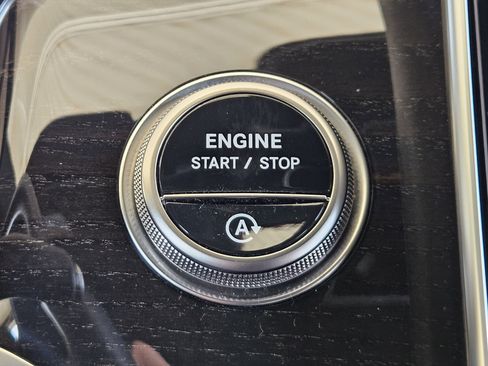 ENGINE
START / STOP
A